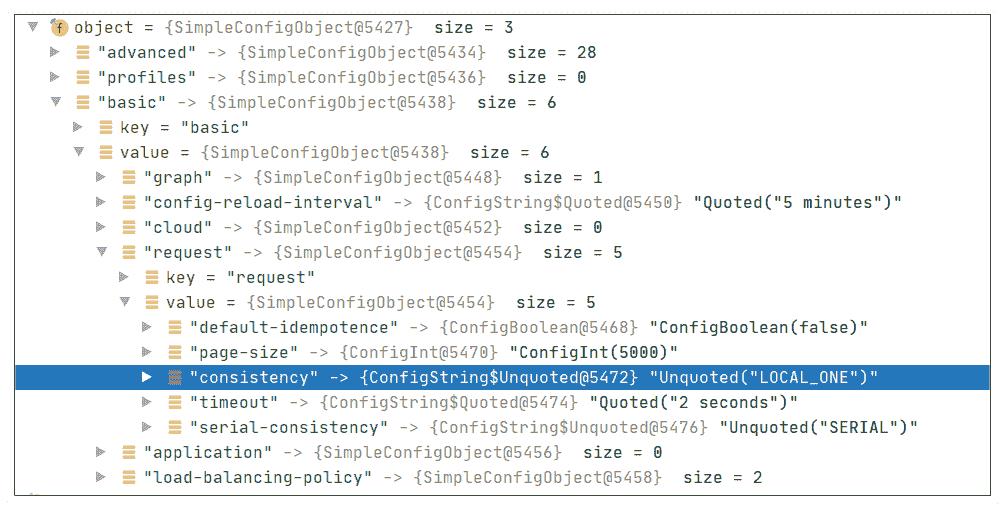 f object = {SimpleConfigObject@5427} size = 3
"advanced" -> {SimpleConfigObject@5434} size = 28
"profiles" -> {SimpleConfigObject@5436} size = 0
"basic" -> {SimpleConfigObject@5438} size = 6
key = "basic"
value = {SimpleConfigObject@5438} size = 6
"graph" -> {SimpleConfigObject@5448} size = 1
"config-reload-interval" -> {ConfigString$Quoted@5450} "Quoted("5 minutes")"
"cloud" -> {SimpleConfigObject@5452} size = 0
"request" -> {SimpleConfigObject@5454} size = 5
key = "request"
value = {SimpleConfigObject@5454} size = 5
"default-idempotence" -> {ConfigBoolean@5468} "ConfigBoolean(false)"
"page-size" -> {ConfigInt@5470} "ConfigInt(5000)"
"consistency" -> {ConfigString$Unquoted@5472} "Unquoted("LOCAL_ONE")"
"timeout" -> {ConfigString$Quoted@5474} "Quoted("2 seconds")"
"serial-consistency" -> {ConfigString$Unquoted@5476} "Unquoted("SERIAL")"
"application" -> {SimpleConfigObject@5456} size = 0
"load-balancing-policy" -> {SimpleConfigObject@5458} size = 2